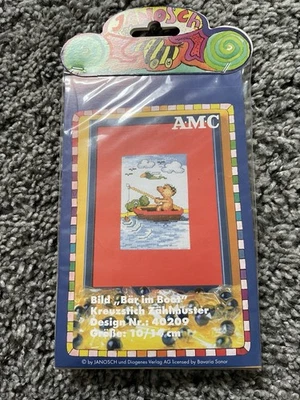 JANOSCH
AMC
Bild „Bär im Boot“
Kreuzstich Zählmuster
Design Nr.: 40209
Größe: 10/14 cm
© by JANOSCH und Diogenes Verlag AG licensed by Bavaria Sonor